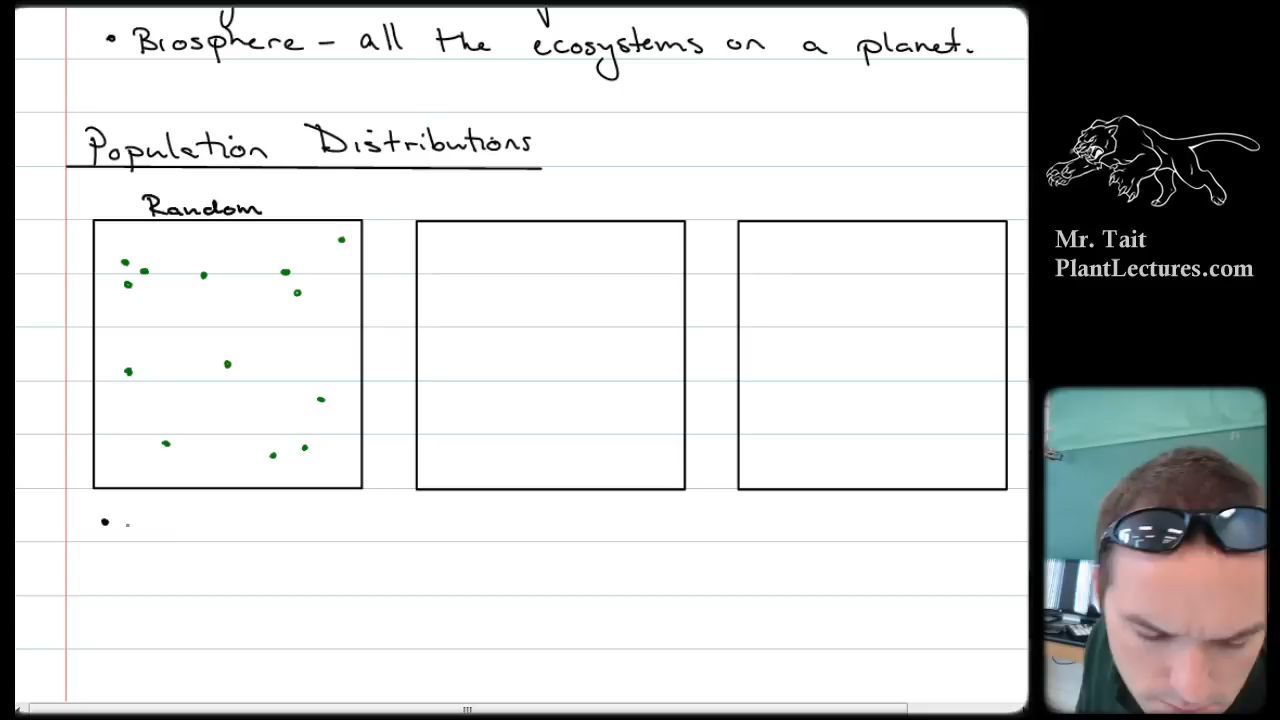 • Biosphere – all the ecosystems on a planet.
Population Distributions
Random
•
Mr. Tait
PlantLectures.com